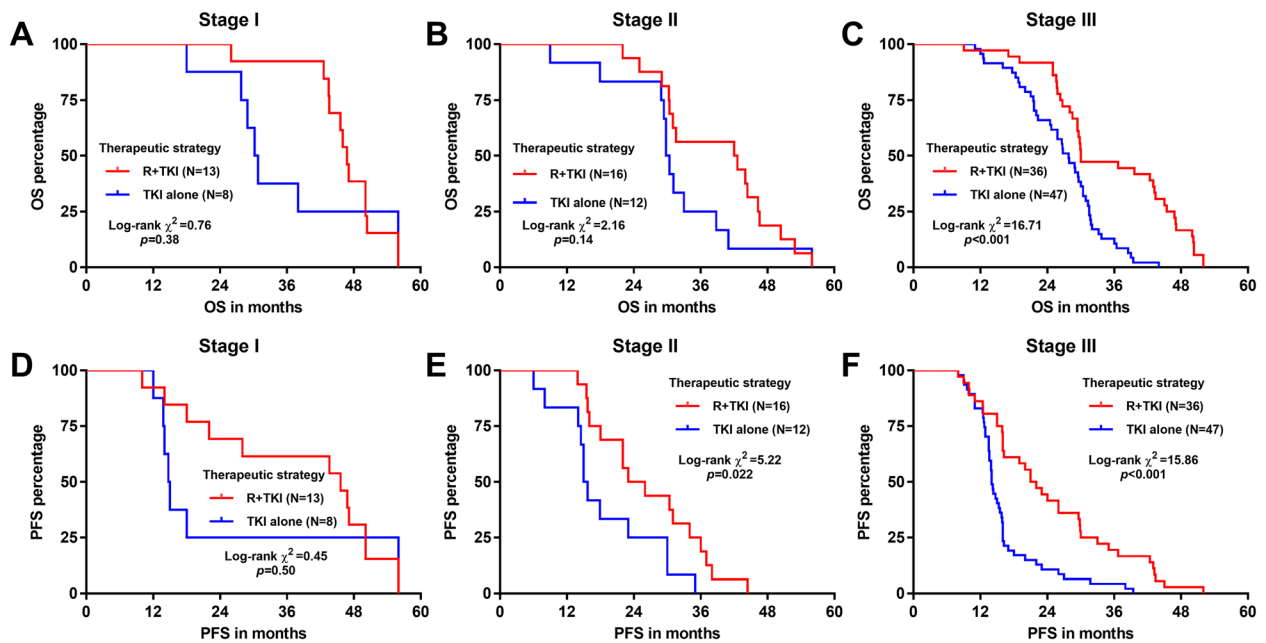 A
Stage I
OS percentage
100
75
50
25
0
Therapeutic strategy
R+TKI (N=13)
TKI alone (N=8)
Log-rank χ²=0.76
p=0.38
0 12 24 36 48 60
OS in months
B
Stage II
OS percentage
100
75
50
25
0
Therapeutic strategy
R+TKI (N=16)
TKI alone (N=12)
Log-rank χ²=2.16
p=0.14
0 12 24 36 48 60
OS in months
C
Stage III
OS percentage
100
75
50
25
0
Therapeutic strategy
R+TKI (N=36)
TKI alone (N=47)
Log-rank χ²=16.71
p<0.001
0 12 24 36 48 60
OS in months
D
Stage I
PFS percentage
100
75
50
25
0
Therapeutic strategy
R+TKI (N=13)
TKI alone (N=8)
Log-rank χ²=0.45
p=0.50
0 12 24 36 48 60
PFS in months
E
Stage II
PFS percentage
100
75
50
25
0
Therapeutic strategy
R+TKI (N=16)
TKI alone (N=12)
Log-rank χ²=5.22
p=0.022
0 12 24 36 48 60
PFS in months
F
Stage III
PFS percentage
100
75
50
25
0
Therapeutic strategy
R+TKI (N=36)
TKI alone (N=47)
Log-rank χ²=15.86
p<0.001
0 12 24 36 48 60
PFS in months